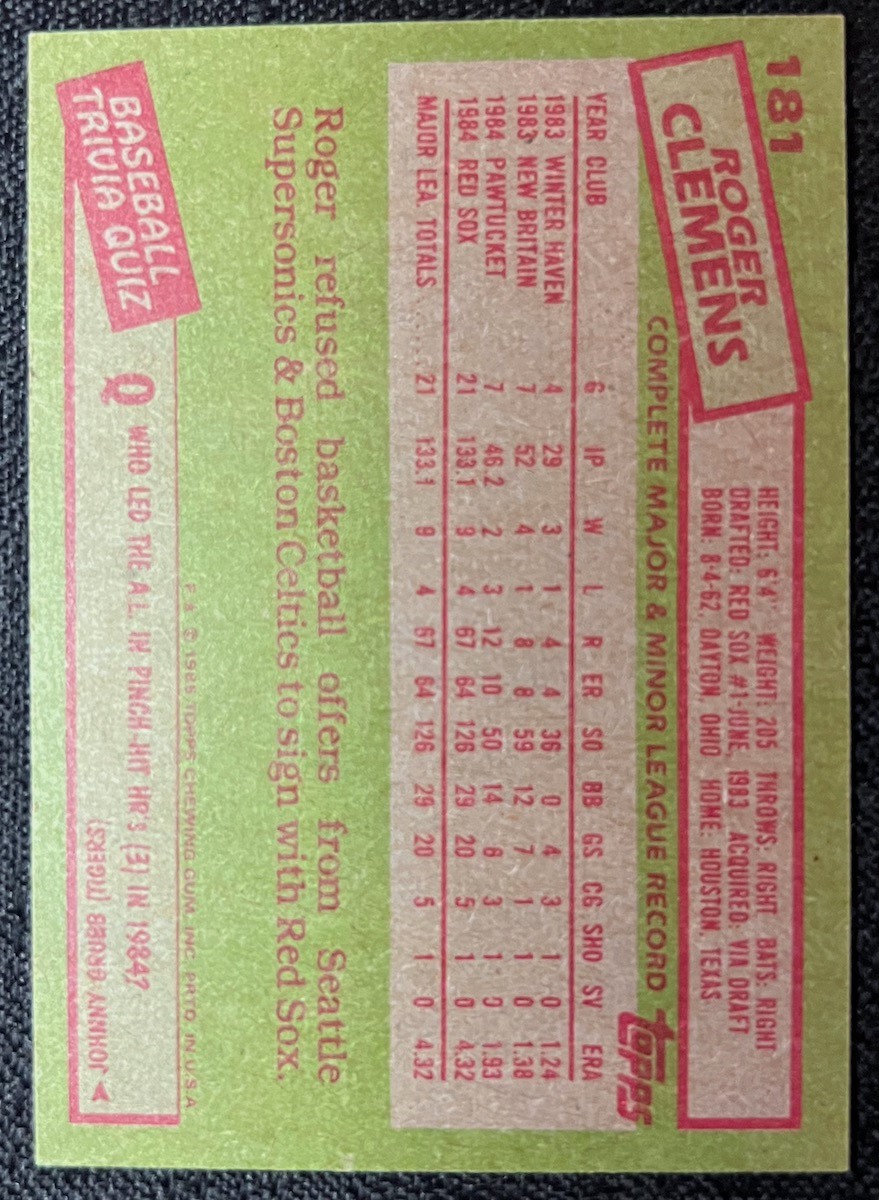 181
ROGER
CLEMENS
HEIGHT: 6'4" WEIGHT: 205 THROWS: RIGHT BATS: RIGHT
DRAFTED: RED SOX #1-JUNE, 1983 ACQUIRED: VIA DRAFT
BORN: 8-4-62, DAYTON, OHIO HOME: HOUSTON, TEXAS
COMPLETE MAJOR & MINOR LEAGUE RECORD topps
YEAR CLUB G IP W L R ER SO BB GS CG SHO SV ERA
1983 WINTER HAVEN 4 29 3 1 4 4 36 0 4 3 1 0 1.24
1983 NEW BRITAIN 7 52 4 1 8 8 59 12 7 1 1 0 1.38
1984 PAWTUCKET 7 46.2 2 3 12 10 50 14 6 3 1 0 1.93
1984 RED SOX 21 133.1 9 4 67 64 126 29 20 5 1 0 4.32
MAJOR LEA. TOTALS ...... 21 133.1 9 4 67 64 126 29 20 5 1 0 4.32
Roger refused basketball offers from Seattle
Supersonics & Boston Celtics to sign with Red Sox.
© 1985 TOPPS CHEWING GUM, INC. PRTD. IN U.S.A.
BASEBALL
TRIVIA QUIZ
Q WHO LED THE A.L. IN PINCH-HIT HR'S (3) IN 1984?
JOHNNY GRUBB (TIGERS)